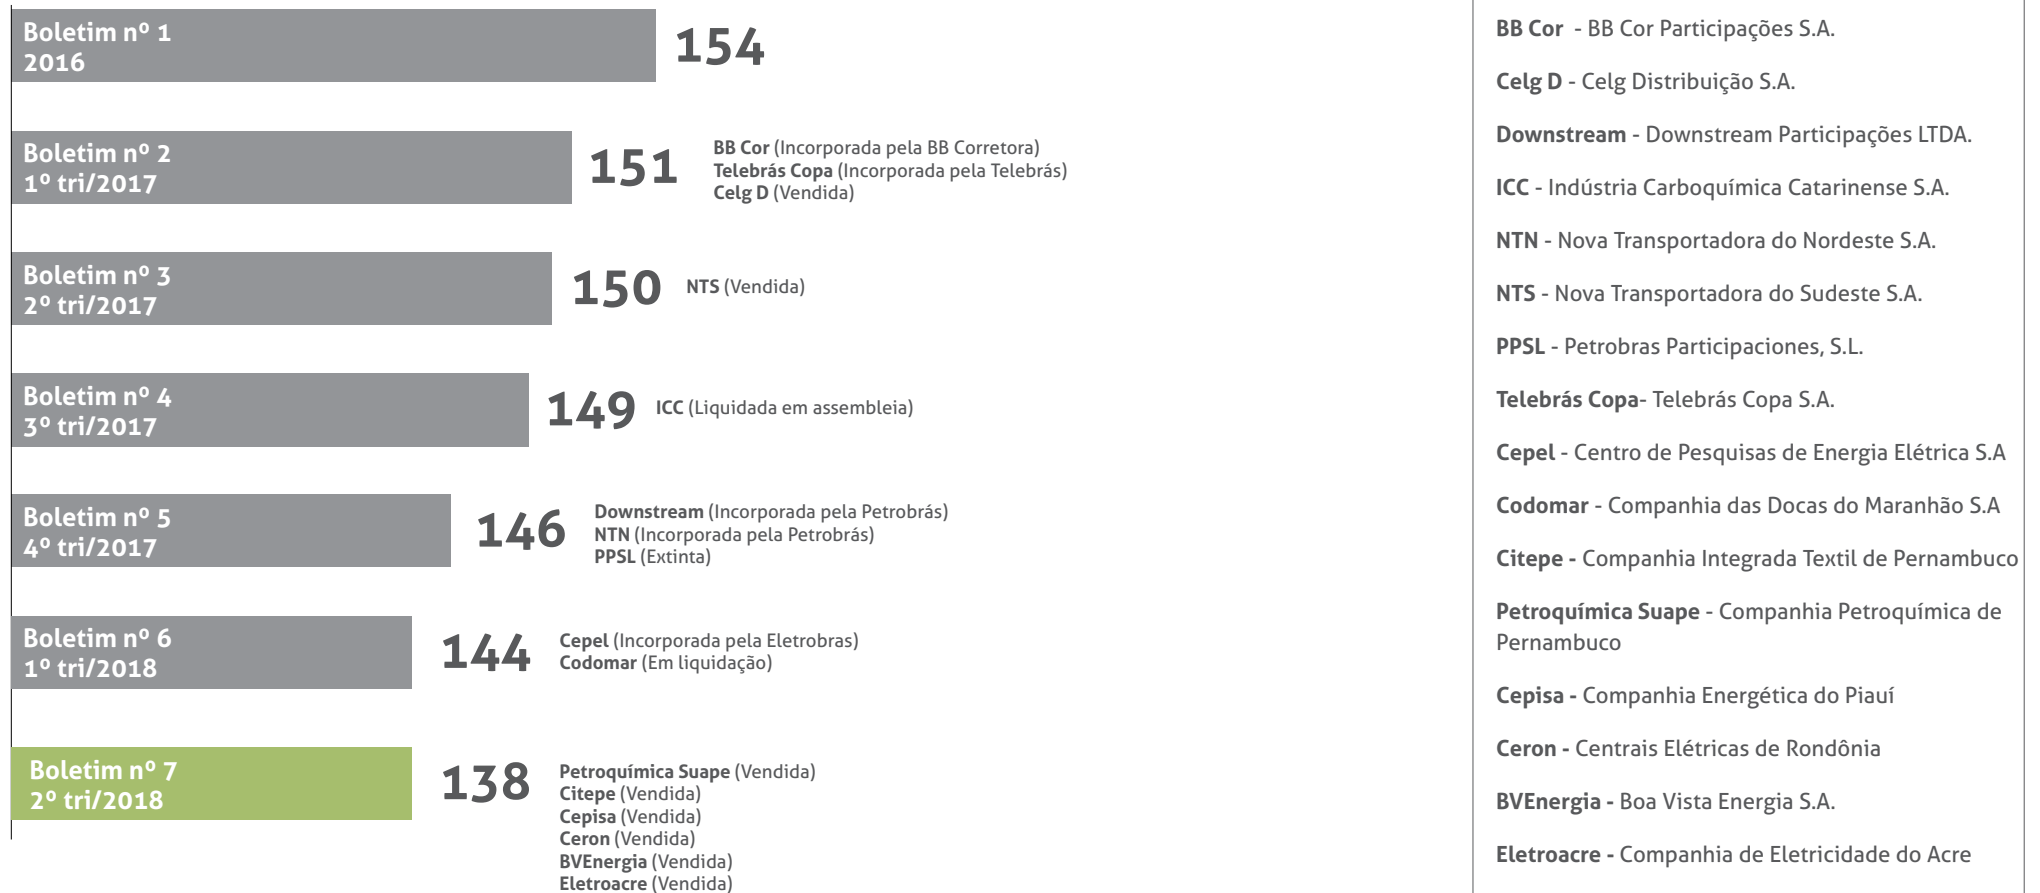 Boletim nº 1
2016
154
Boletim nº 2
1º tri/2017
151
BB Cor (Incorporada pela BB Corretora)
Telebrás Copa (Incorporada pela Telebrás)
Celg D (Vendida)
Boletim nº 3
2º tri/2017
150
NTS (Vendida)
Boletim nº 4
3º tri/2017
149
ICC (Liquidada em assembleia)
Boletim nº 5
4º tri/2017
146
Downstream (Incorporada pela Petrobrás)
NTN (Incorporada pela Petrobrás)
PPSL (Extinta)
Boletim nº 6
1º tri/2018
144
Cepel (Incorporada pela Eletrobras)
Codomar (Em liquidação)
Boletim nº 7
2º tri/2018
138
Petroquímica Suape (Vendida)
Citepe (Vendida)
Cepisa (Vendida)
Ceron (Vendida)
BVEnergia (Vendida)
Eletroacre (Vendida)
BB Cor - BB Cor Participações S.A.
Celg D - Celg Distribuição S.A.
Downstream - Downstream Participações LTDA.
ICC - Indústria Carboquímica Catarinense S.A.
NTN - Nova Transportadora do Nordeste S.A.
NTS - Nova Transportadora do Sudeste S.A.
PPSL - Petrobras Participaciones, S.L.
Telebrás Copa- Telebrás Copa S.A.
Cepel - Centro de Pesquisas de Energia Elétrica S.A
Codomar - Companhia das Docas do Maranhão S.A
Citepe - Companhia Integrada Textil de Pernambuco
Petroquímica Suape - Companhia Petroquímica de
Pernambuco
Cepisa - Companhia Energética do Piauí
Ceron - Centrais Elétricas de Rondônia
BVEnergia - Boa Vista Energia S.A.
Eletroacre - Companhia de Eletricidade do Acre